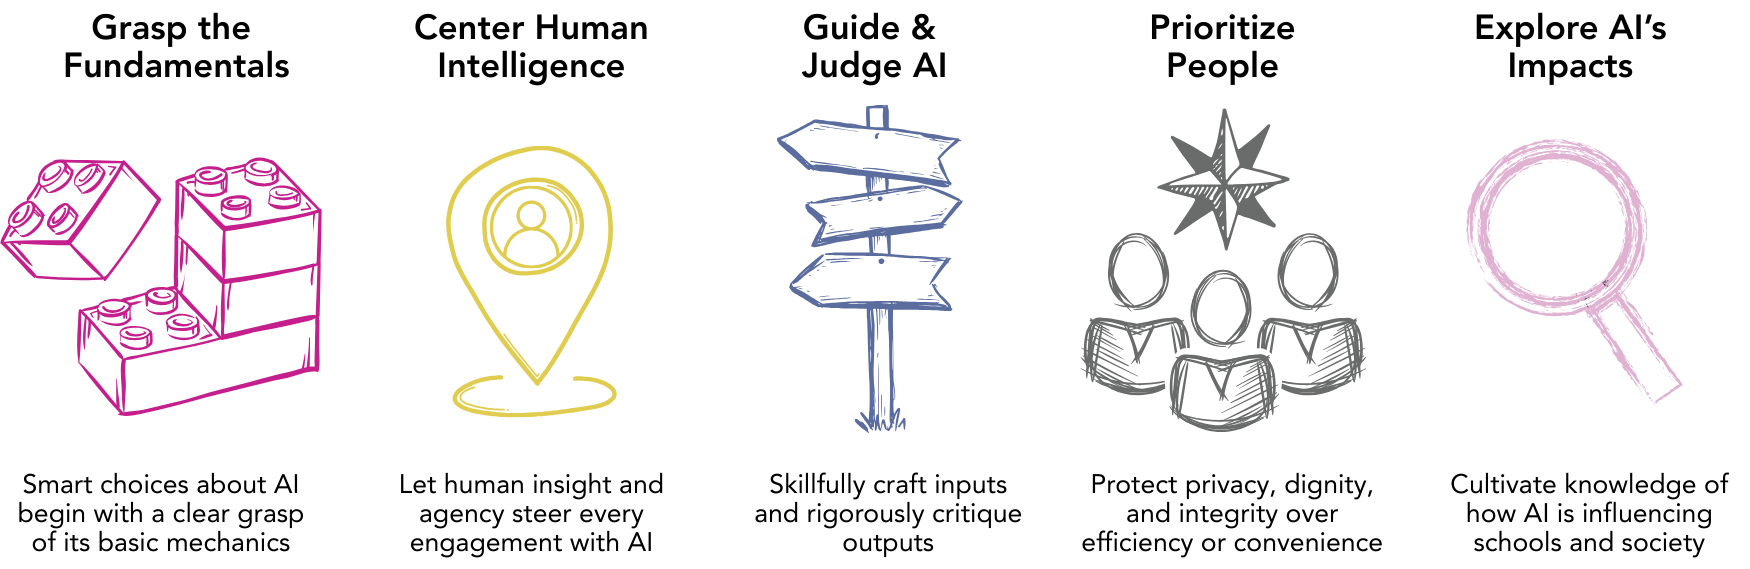 Grasp the
Fundamentals
Smart choices about AI
begin with a clear grasp
of its basic mechanics
Center Human
Intelligence
Let human insight and
agency steer every
engagement with AI
Guide &
Judge AI
Skillfully craft inputs
and rigorously critique
outputs
Prioritize
People
Protect privacy, dignity,
and integrity over
efficiency or convenience
Explore AI’s
Impacts
Cultivate knowledge of
how AI is influencing
schools and society